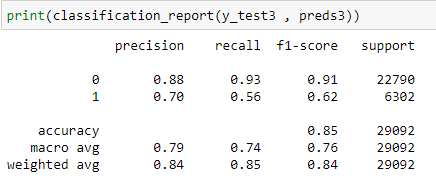 print(classification_report(y_test3 , preds3))
precision recall f1-score support
0 0.88 0.93 0.91 22790
1 0.70 0.56 0.62 6302
accuracy 0.85 29092
macro avg 0.79 0.74 0.76 29092
weighted avg 0.84 0.85 0.84 29092